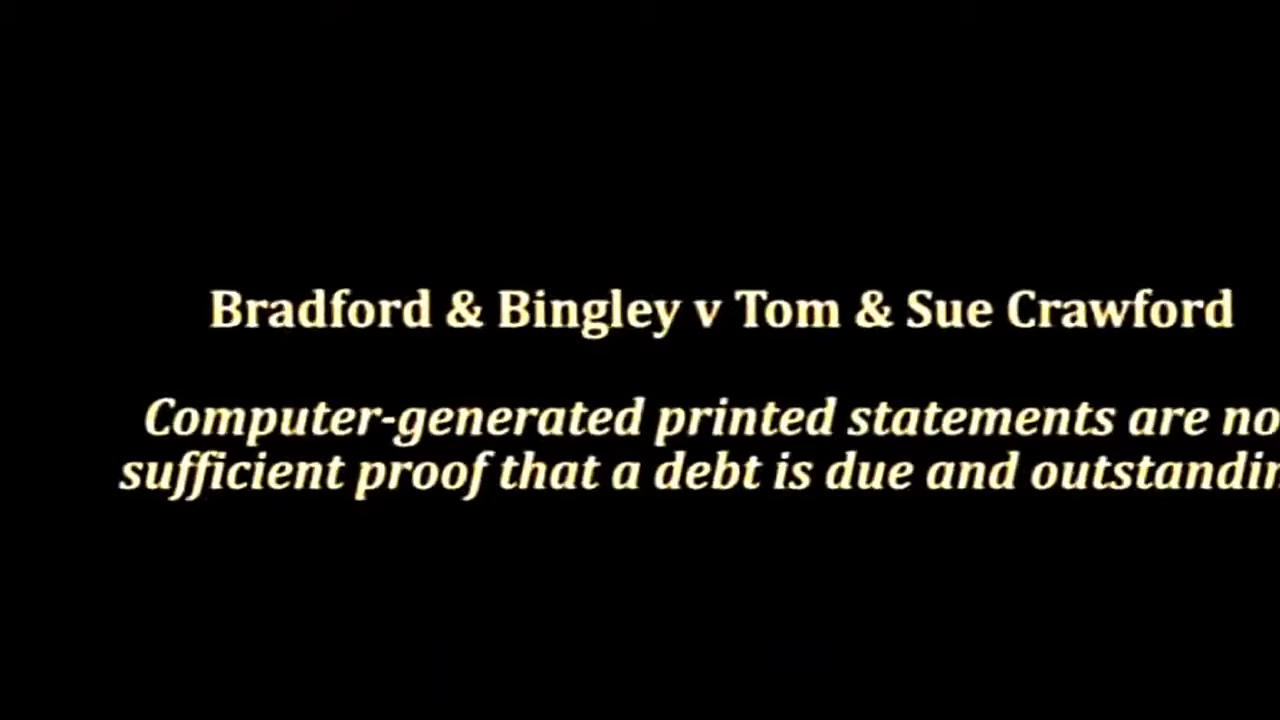 Bradford & Bingley v Tom & Sue Crawford
Computer-generated printed statements are no
sufficient proof that a debt is due and outstandin